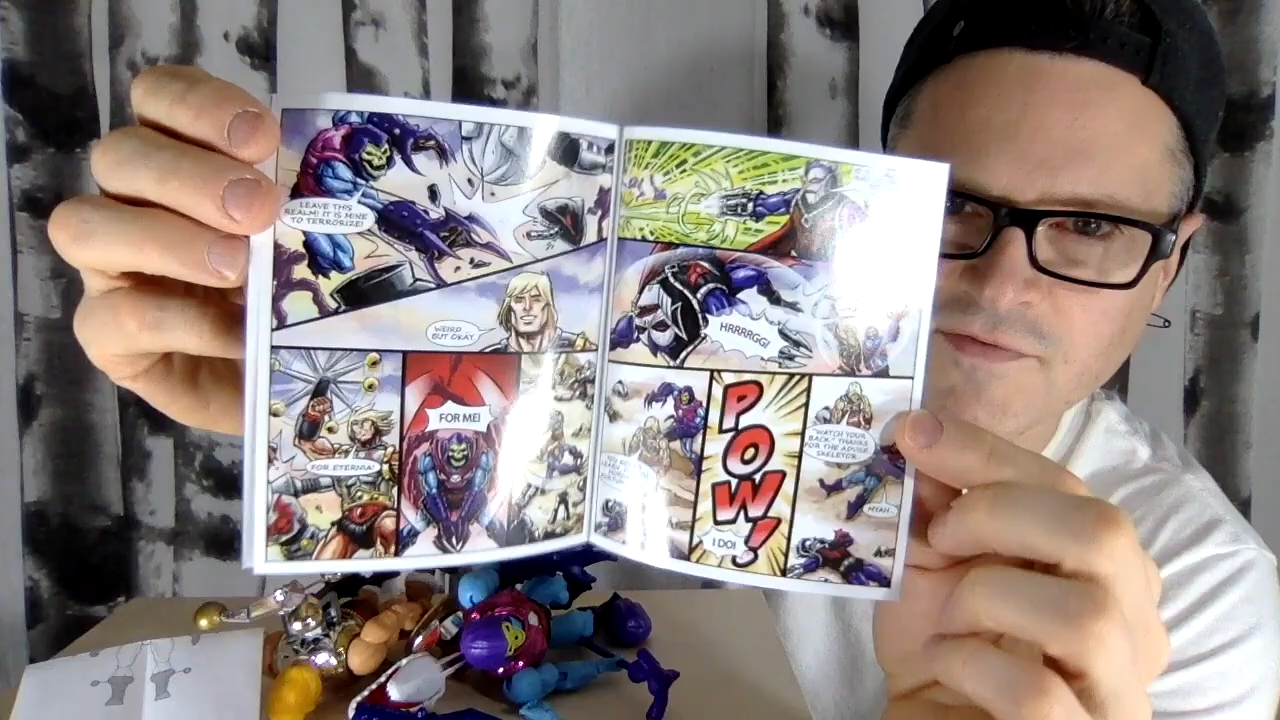 LEAVE THIS
REALM! IT IS MINE
TO TERRORIZE!
WEIRD,
BUT OKAY.
FOR ETERNIA!
FOR ME!
HRRRRGG!
POW!
I DO!
"WATCH YOUR
BACK." THANKS
FOR THE ADVISE
SKELETOR.
MYAH..